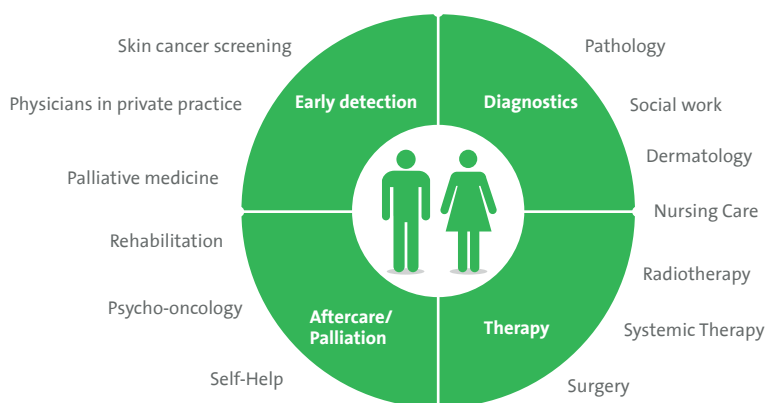 Skin cancer screening
Pathology
Physicians in private practice
Early detection
Diagnostics
Social work
Dermatology
Palliative medicine
Nursing Care
Rehabilitation
Radiotherapy
Psycho-oncology
Aftercare/
Palliation
Therapy
Systemic Therapy
Self-Help
Surgery